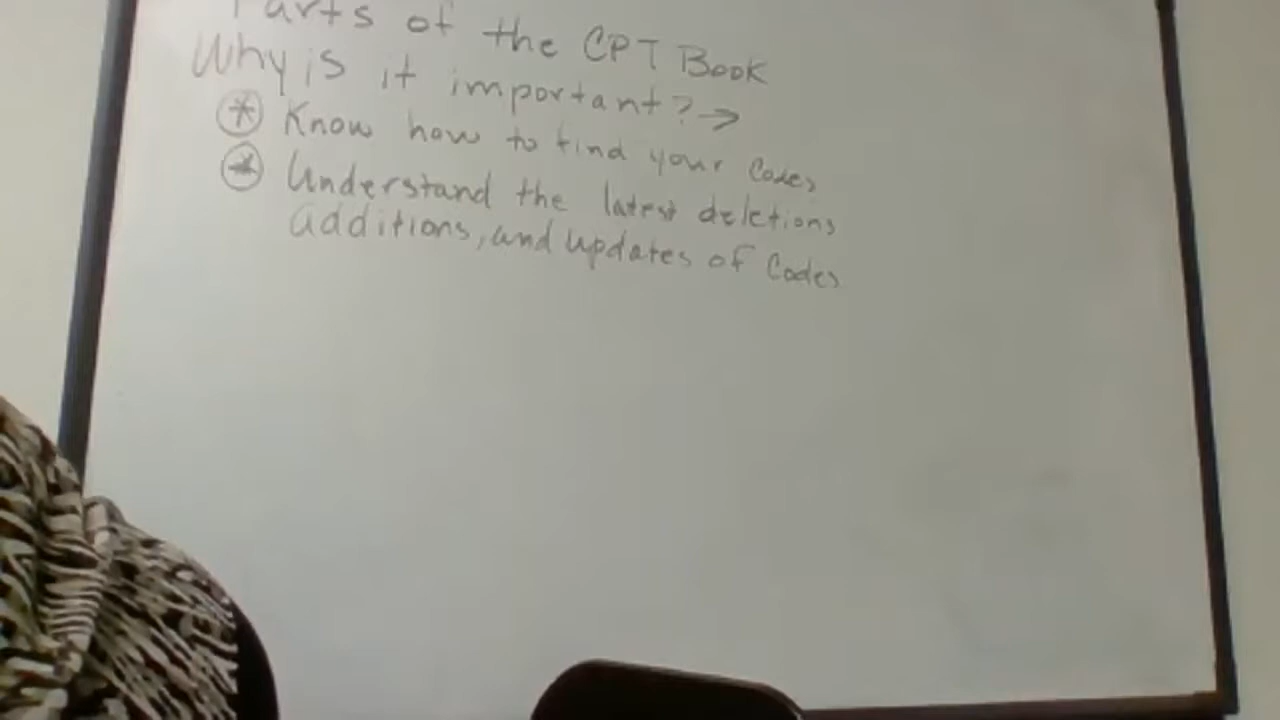 Parts of the CPT Book
Why is it important? →
* Know how to find your Codes
* Understand the latest deletions
additions, and updates of Codes